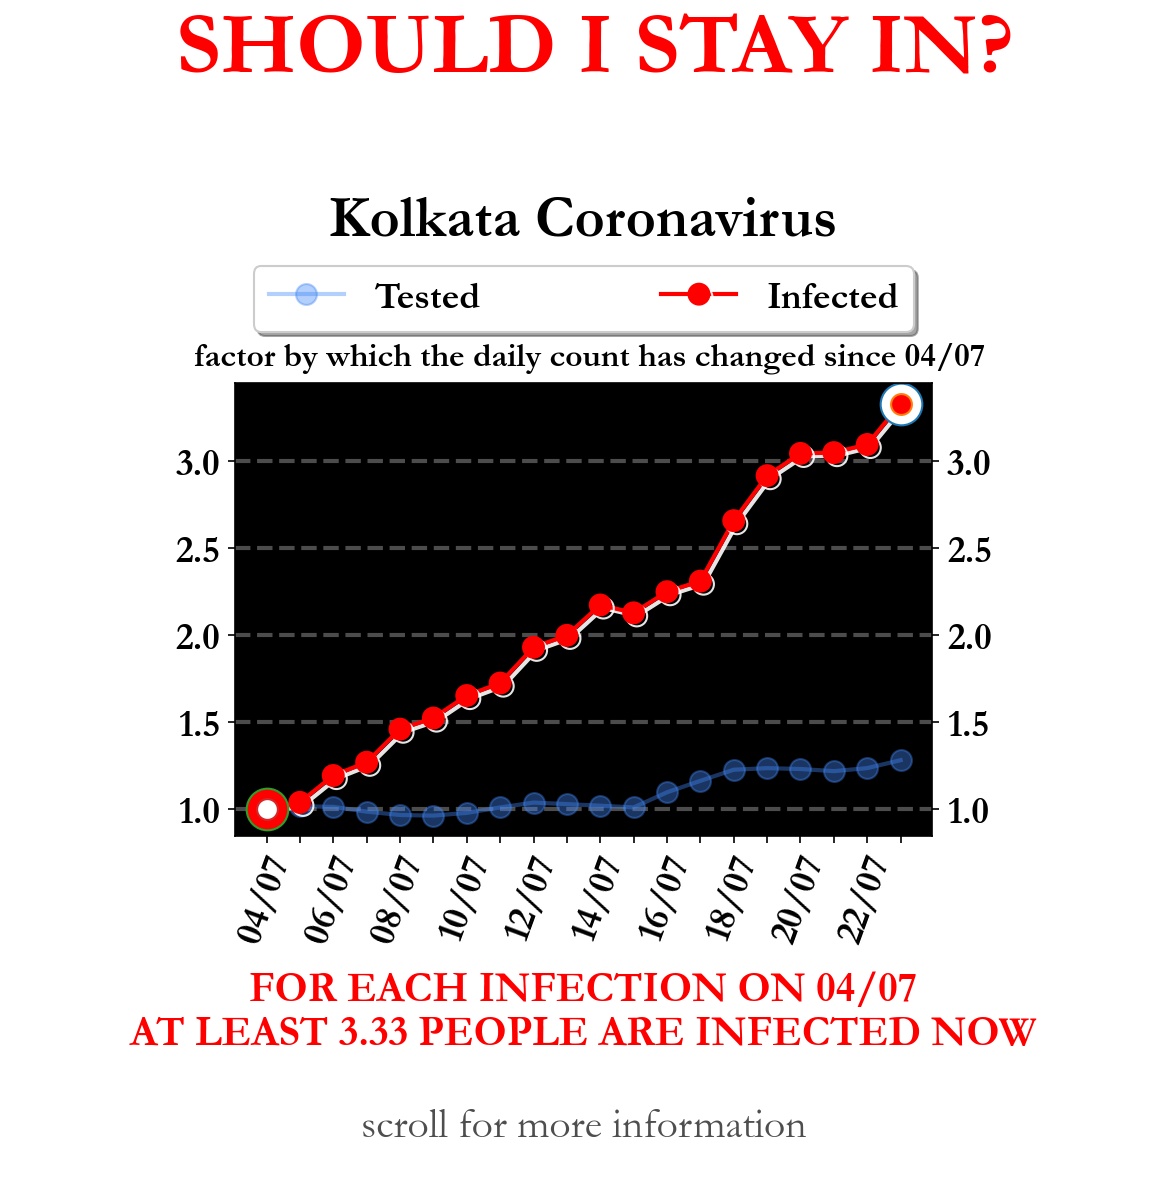 SHOULD I STAY IN?
Kolkata Coronavirus
Tested Infected
factor by which the daily count has changed since 04/07
3.0 3.0
2.5 2.5
2.0 2.0
1.5 1.5
1.0 1.0
04/07 06/07 08/07 10/07 12/07 14/07 16/07 18/07 20/07 22/07
FOR EACH INFECTION ON 04/07
AT LEAST 3.33 PEOPLE ARE INFECTED NOW
scroll for more information